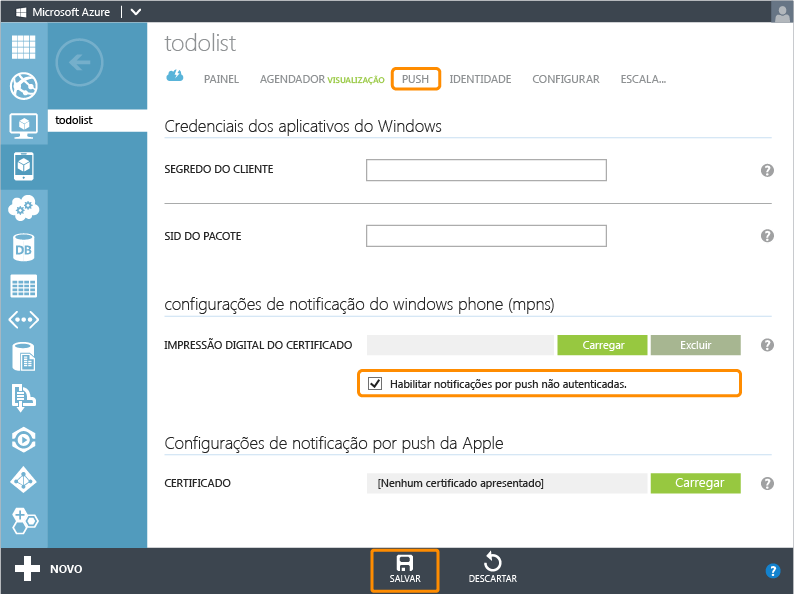 Microsoft Azure
todolist
todolist
PAINEL AGENDADOR VISUALIZAÇÃO PUSH IDENTIDADE CONFIGURAR ESCALA...
Credenciais dos aplicativos do Windows
SEGREDO DO CLIENTE ?
SID DO PACOTE ?
configurações de notificação do windows phone (mpns)
IMPRESSÃO DIGITAL DO CERTIFICADO Carregar Excluir ?
Habilitar notificações por push não autenticadas.
Configurações de notificação por push da Apple
CERTIFICADO [Nenhum certificado apresentado] Carregar ?
DB
NOVO SALVAR DESCARTAR ?